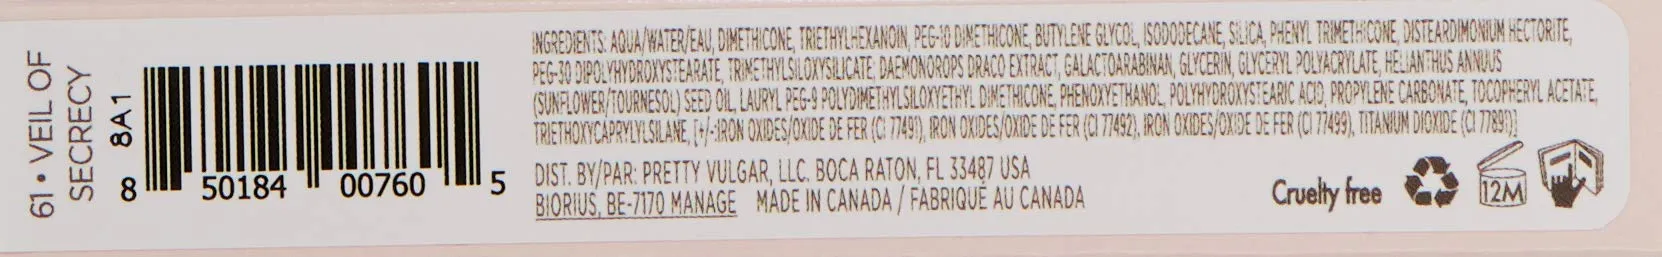 61 • VEIL OF
SECRECY
8A1
8 50184 00760 5
INGREDIENTS: AQUA/WATER/EAU, DIMETHICONE, TRIETHYLHEXANOIN, PEG-10 DIMETHICONE, BUTYLENE GLYCOL, ISODODECANE, SILICA, PHENYL TRIMETHICONE, DISTEARDIMONIUM HECTORITE,
PEG-30 DIPOLYHYDROXYSTEARATE, TRIMETHYLSILOXYSILICATE, DAEMONOROPS DRACO EXTRACT, GALACTOARABINAN, GLYCERIN, GLYCERYL POLYACRYLATE, HELIANTHUS ANNUUS
(SUNFLOWER/TOURNESOL) SEED OIL, LAURYL PEG-9 POLYDIMETHYLSILOXYETHYL DIMETHICONE, PHENOXYETHANOL, POLYHYDROXYSTEARIC ACID, PROPYLENE CARBONATE, TOCOPHERYL ACETATE,
TRIETHOXYCAPRYLYLSILANE, [+/-:IRON OXIDES/OXIDE DE FER (CI 77491), IRON OXIDES/OXIDE DE FER (CI 77492), IRON OXIDES/OXIDE DE FER (CI 77499), TITANIUM DIOXIDE (CI 77891)]
DIST. BY/PAR: PRETTY VULGAR, LLC. BOCA RATON, FL 33487 USA
BIORIUS, BE-7170 MANAGE MADE IN CANADA / FABRIQUÉ AU CANADA
Cruelty free
12M